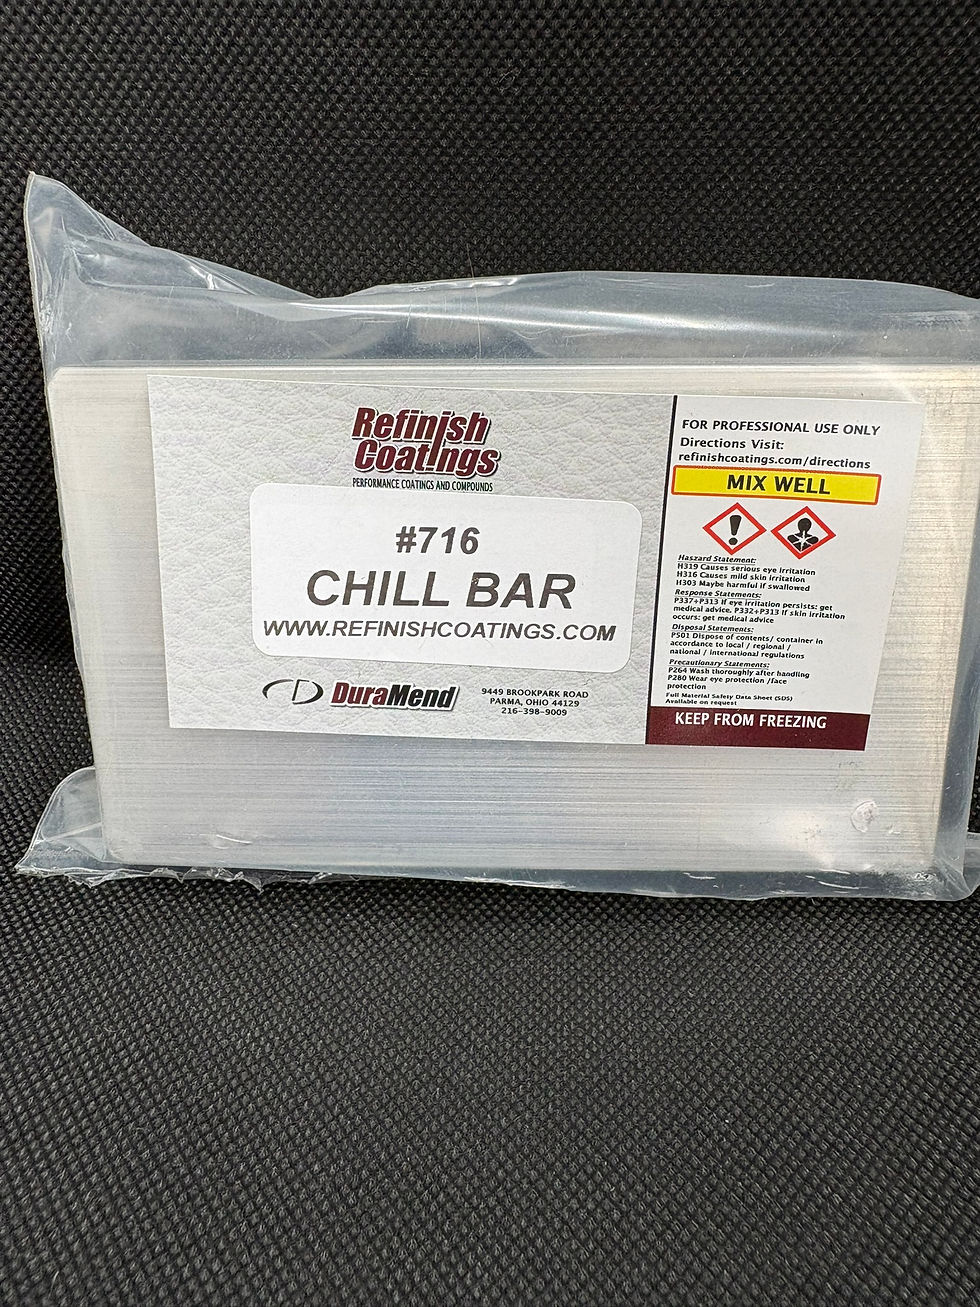 Refinish
Coatings
PERFORMANCE COATINGS AND COMPOUNDS
#716
CHILL BAR
WWW.REFINISHCOATINGS.COM
DuraMend
9449 BROOKPARK ROAD
PARMA, OHIO 44129
216-398-9009
FOR PROFESSIONAL USE ONLY
Directions Visit:
refinishcoatings.com/directions
MIX WELL
Haszard Statement:
H319 Causes serious eye irritation
H316 Causes mild skin irritation
H303 Maybe harmful if swallowed
Response Statements:
P337+P313 If eye irritation persists: get
medical advice. P332+P313 If skin irritation
occurs: get medical advice
Disposal Statements:
P501 Dispose of contents/ container in
accordance to local / regional /
national / international regulations
Precautionary Statements:
P264 Wash thoroughly after handling
P280 Wear eye protection /face
protection
Full Material Safety Data Sheet (SDS)
Available on request
KEEP FROM FREEZING